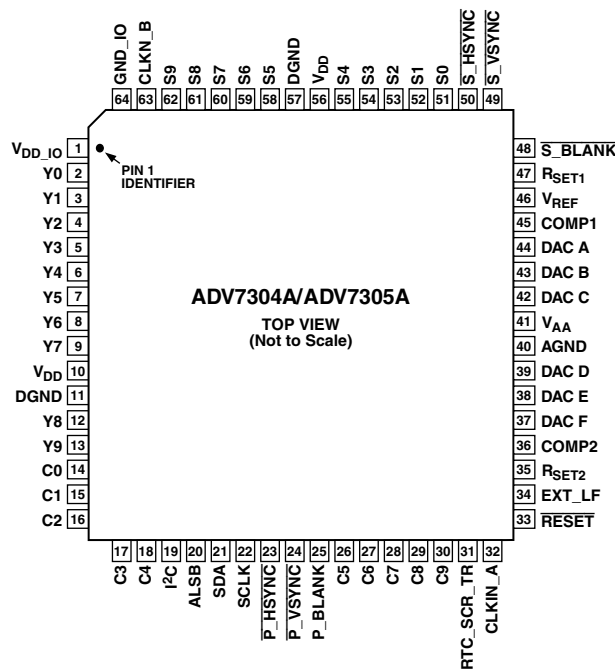 GND_IO
CLKN_B
S9
S8
S7
S6
S5
DGND
VDD
S4
S3
S2
S1
S0
S_HSYNC
S_VSYNC
64 63 62 61 60 59 58 57 56 55 54 53 52 51 50 49
VDD_IO 1
Y0 2
Y1 3
Y2 4
Y3 5
Y4 6
Y5 7
Y6 8
Y7 9
VDD 10
DGND 11
Y8 12
Y9 13
C0 14
C1 15
C2 16
PIN 1
IDENTIFIER
ADV7304A/ADV7305A
TOP VIEW
(Not to Scale)
48 S_BLANK
47 RSET1
46 VREF
45 COMP1
44 DAC A
43 DAC B
42 DAC C
41 VAA
40 AGND
39 DAC D
38 DAC E
37 DAC F
36 COMP2
35 RSET2
34 EXT_LF
33 RESET
17 18 19 20 21 22 23 24 25 26 27 28 29 30 31 32
C3
C4
I²C
ALSB
SDA
SCLK
P_HSYNC
P_VSYNC
P_BLANK
C5
C6
C7
C8
C9
RTC_SCR_TR
CLKIN_A